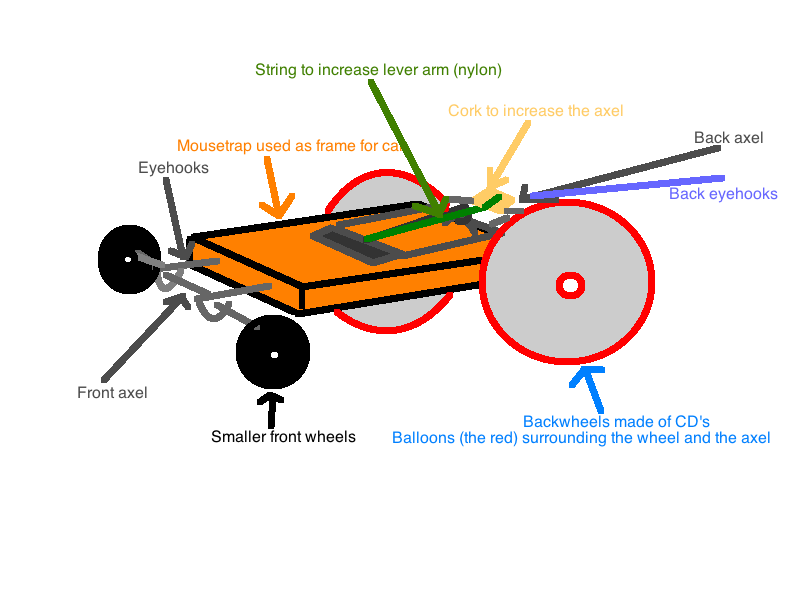 String to increase lever arm (nylon)
Cork to increase the axel
Back axel
Mousetrap used as frame for car
Eyehooks
Back eyehooks
Front axel
Backwheels made of CD's
Smaller front wheels
Balloons (the red) surrounding the wheel and the axel